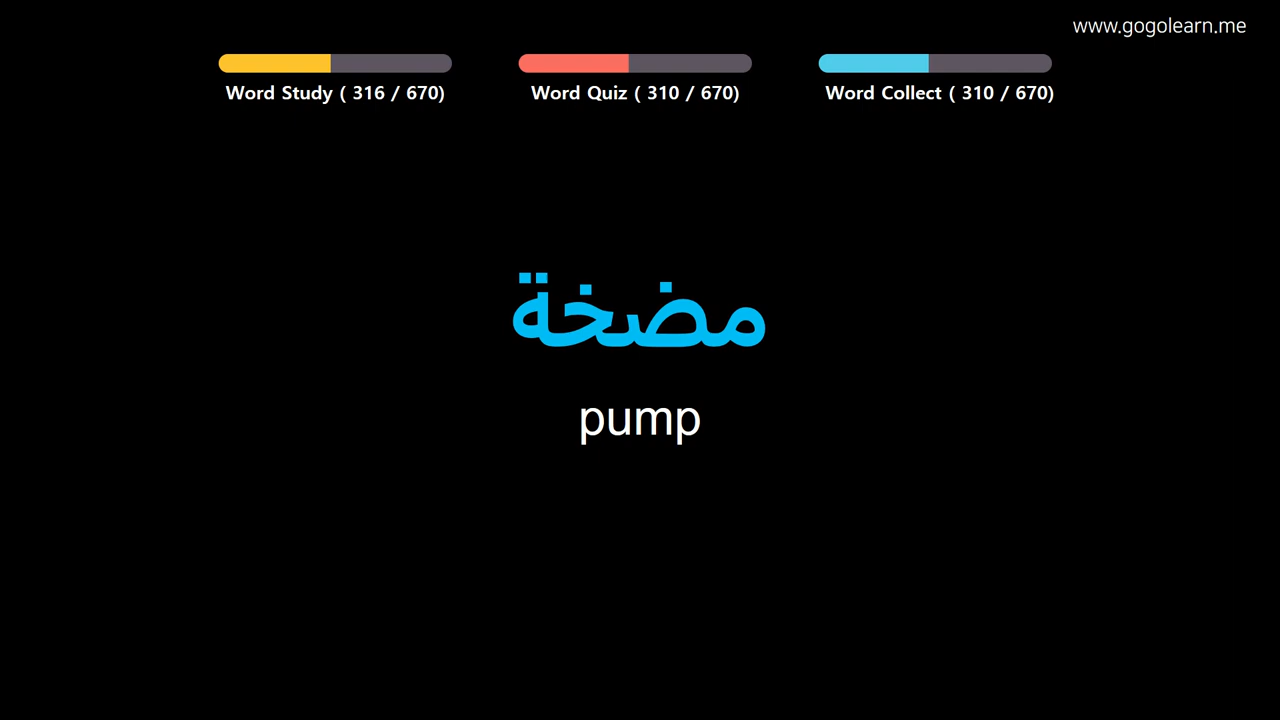 www.gogolearn.me
Word Study ( 316 / 670)
Word Quiz ( 310 / 670)
Word Collect ( 310 / 670)
مضخة
pump